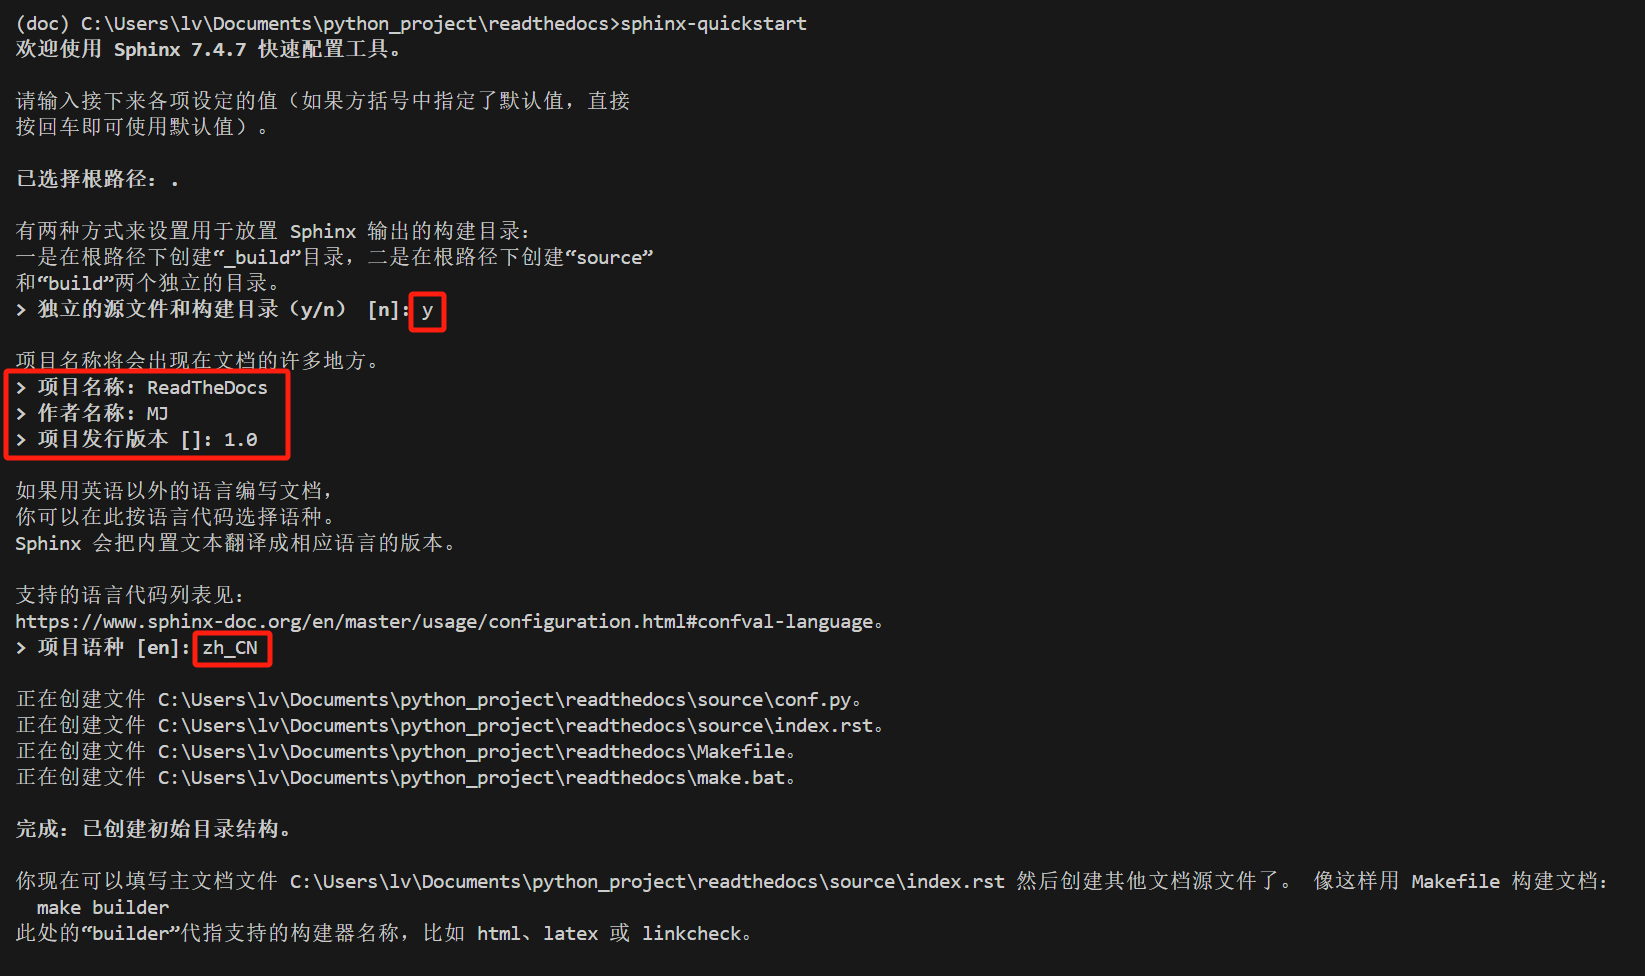 (doc) C:\Users\lv\Documents\python_project\readthedocs>sphinx-quickstart
欢迎使用 Sphinx 7.4.7 快速配置工具。
请输入接下来各项设定的值（如果方括号中指定了默认值，直接
按回车即可使用默认值）。
已选择根路径：.
有两种方式来设置用于放置 Sphinx 输出的构建目录：
一是在根路径下创建“_build”目录，二是在根路径下创建“source”
和“build”两个独立的目录。
> 独立的源文件和构建目录（y/n） [n]: y
项目名称将会出现在文档的许多地方。
> 项目名称: ReadTheDocs
> 作者名称: MJ
> 项目发行版本 []: 1.0
如果用英语以外的语言编写文档，
你可以在此按语言代码选择语种。
Sphinx 会把内置文本翻译成相应语言的版本。
支持的语言代码列表见：
https://www.sphinx-doc.org/en/master/usage/configuration.html#confval-language。
> 项目语种 [en]: zh_CN
正在创建文件 C:\Users\lv\Documents\python_project\readthedocs\source\conf.py。
正在创建文件 C:\Users\lv\Documents\python_project\readthedocs\source\index.rst。
正在创建文件 C:\Users\lv\Documents\python_project\readthedocs\Makefile。
正在创建文件 C:\Users\lv\Documents\python_project\readthedocs\make.bat。
完成：已创建初始目录结构。
你现在可以填写主文档文件 C:\Users\lv\Documents\python_project\readthedocs\source\index.rst 然后创建其他文档源文件了。 像这样用 Makefile 构建文档：
make builder
此处的“builder”代指支持的构建器名称，比如 html、latex 或 linkcheck。